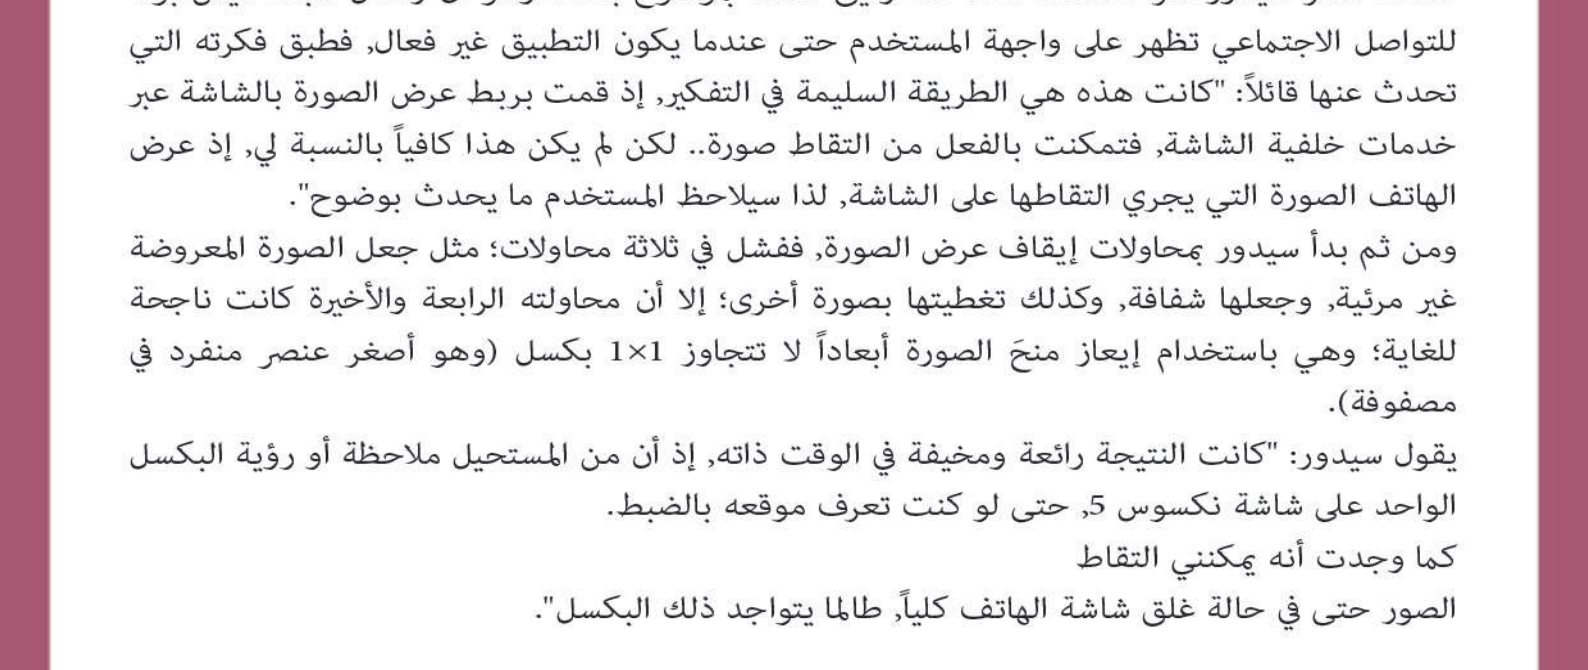 للتواصل الاجتماعي تظهر على واجهة المستخدم حتى عندما يكون التطبيق غير فعال, فطبق فكرته التي
تحدث عنها قائلاً: "كانت هذه هي الطريقة السليمة في التفكير, إذ قمت بربط عرض الصورة بالشاشة عبر
خدمات خلفية الشاشة, فتمكنت بالفعل من التقاط صورة.. لكن لم يكن هذا كافياً بالنسبة لي, إذ عرض
الهاتف الصورة التي يجري التقاطها على الشاشة, لذا سيلاحظ المستخدم ما يحدث بوضوح".
ومن ثم بدأ سيدور بمحاولات إيقاف عرض الصورة, ففشل في ثلاثة محاولات؛ مثل جعل الصورة المعروضة
غير مرئية, وجعلها شفافة, وكذلك تغطيتها بصورة أخرى؛ إلا أن محاولته الرابعة والأخيرة كانت ناجحة
للغاية؛ وهي باستخدام إيعاز منحَ الصورة أبعاداً لا تتجاوز 1×1 بكسل (وهو أصغر عنصر منفرد في
مصفوفة).
يقول سيدور: "كانت النتيجة رائعة ومخيفة في الوقت ذاته, إذ أن من المستحيل ملاحظة أو رؤية البكسل
الواحد على شاشة نكسوس 5, حتى لو كنت تعرف موقعه بالضبط.
كما وجدت أنه يمكنني التقاط
الصور حتى في حالة غلق شاشة الهاتف كلياً, طالما يتواجد ذلك البكسل".